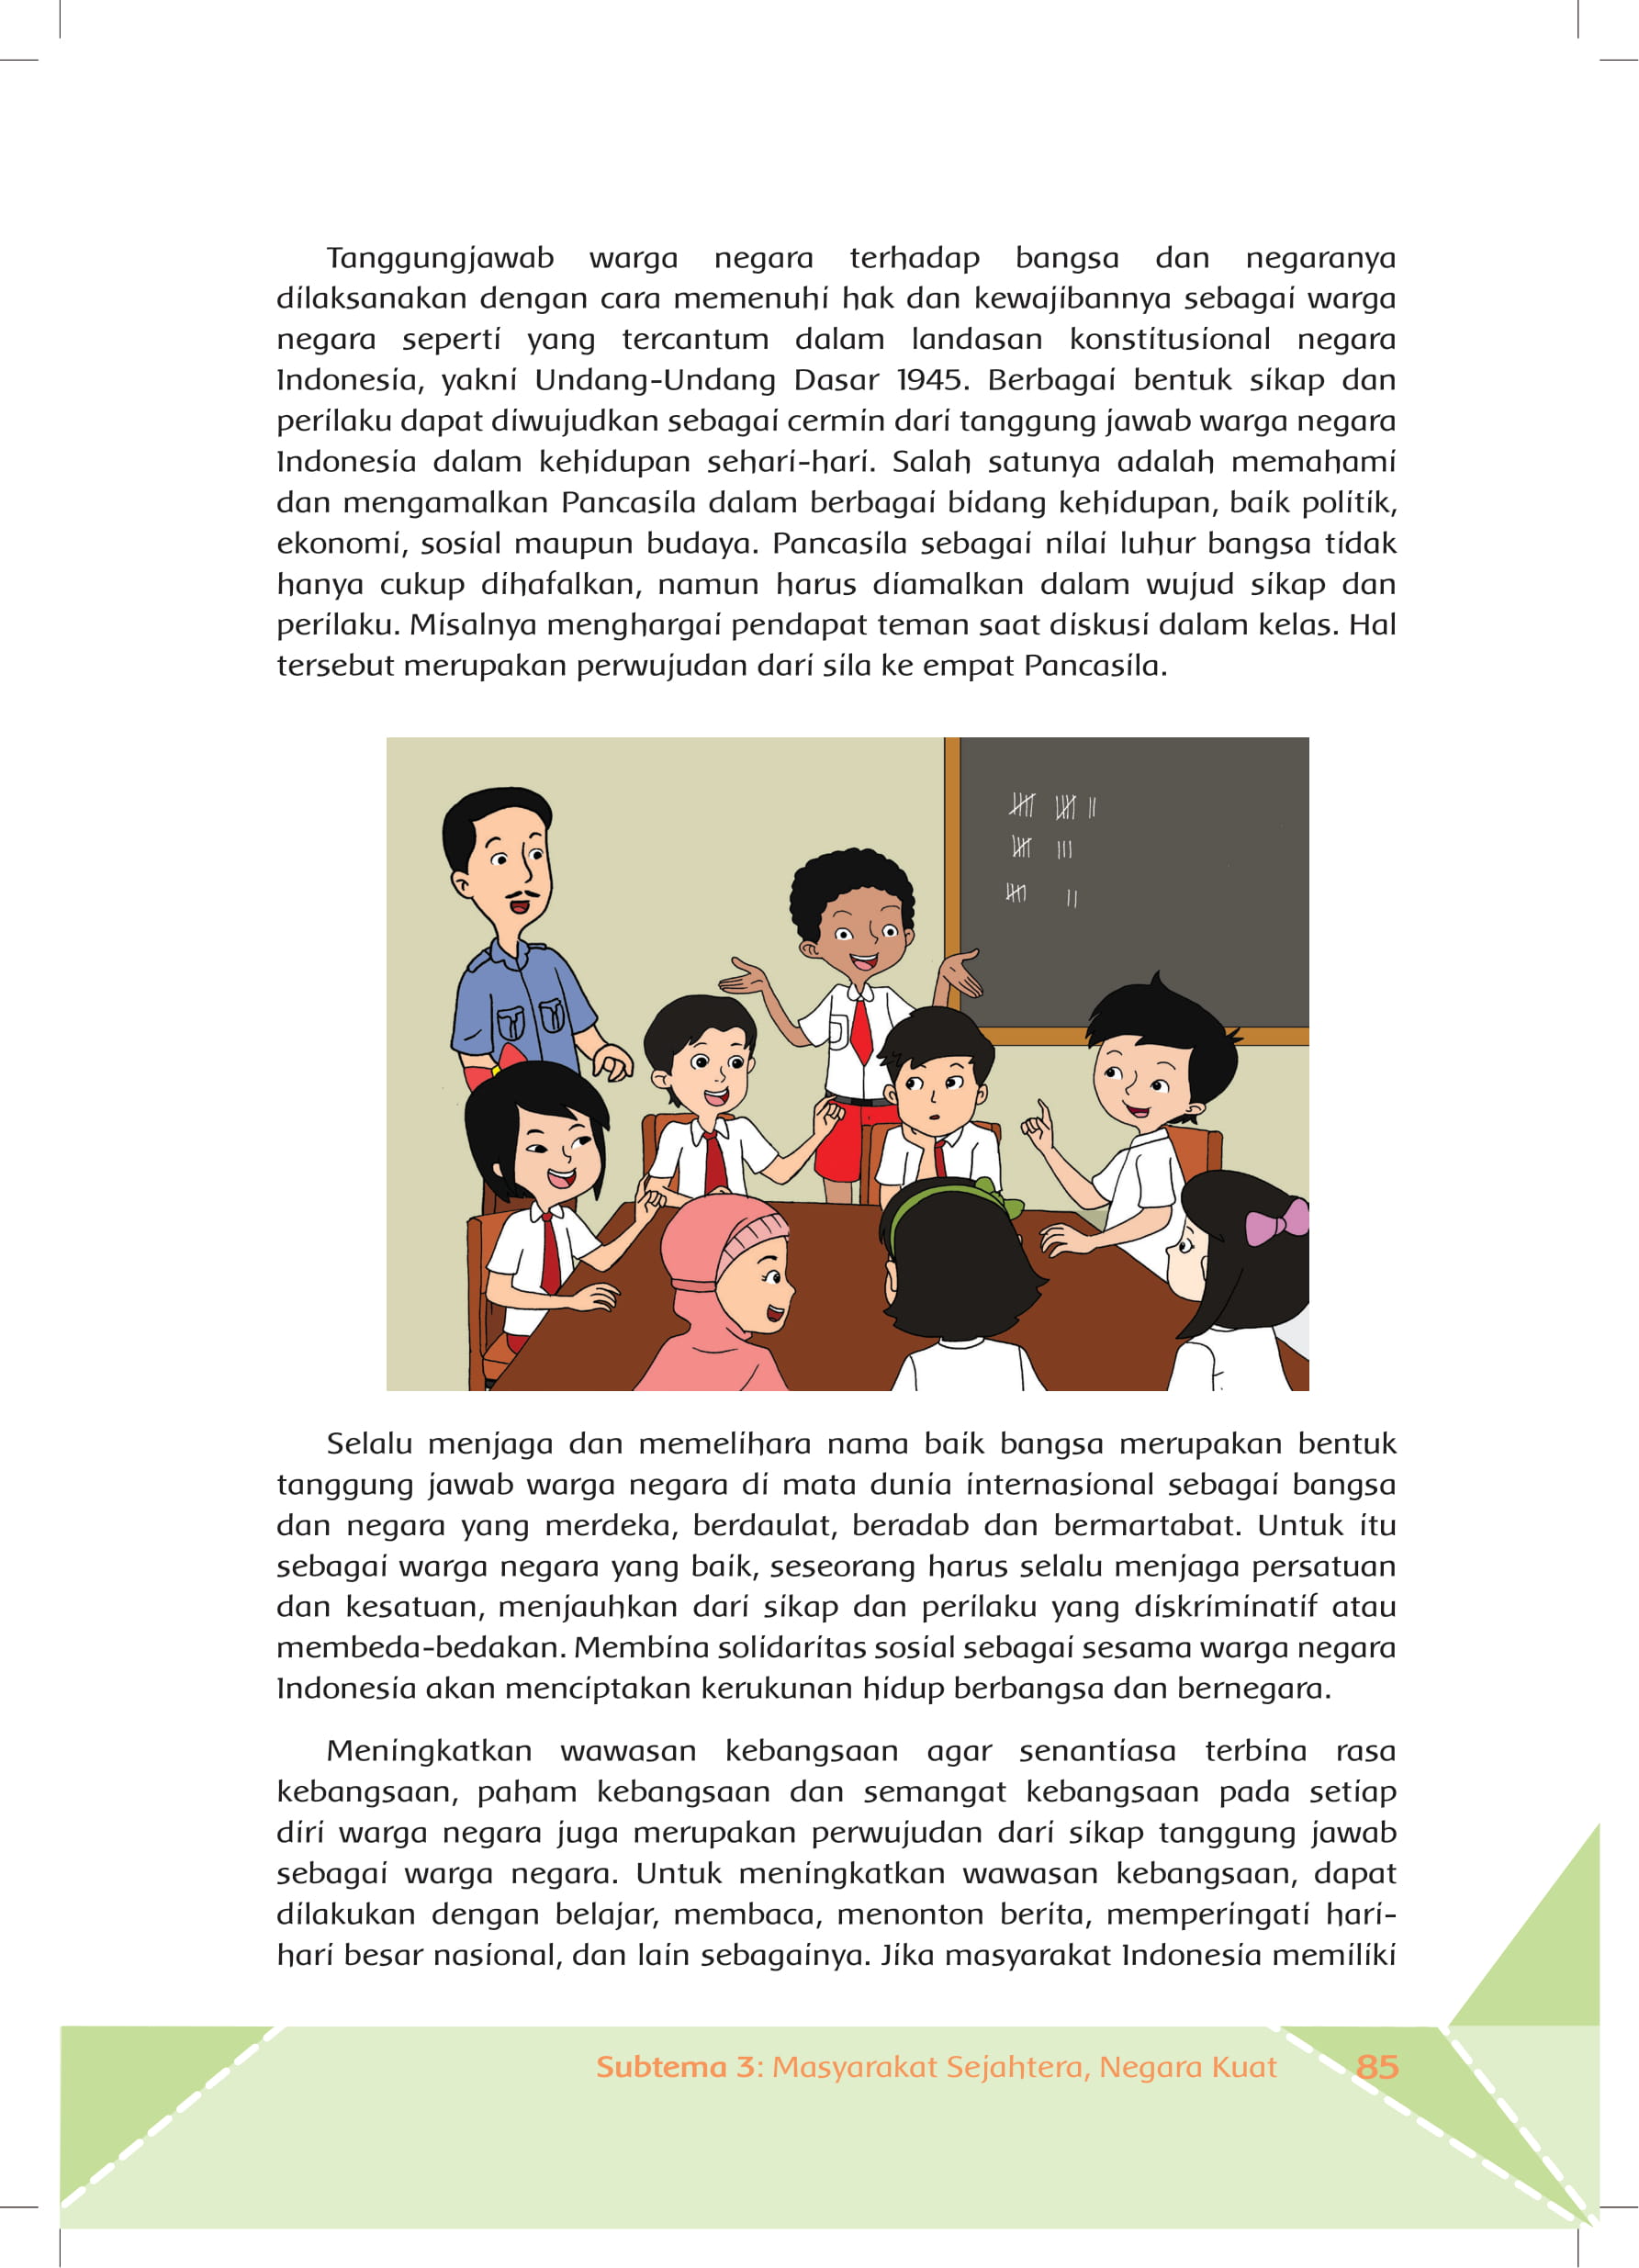 Tanggungjawab warga negara terhadap bangsa dan negaranya
dilaksanakan dengan cara memenuhi hak dan kewajibannya sebagai warga
negara seperti yang tercantum dalam landasan konstitusional negara
Indonesia, yakni Undang-Undang Dasar 1945. Berbagai bentuk sikap dan
perilaku dapat diwujudkan sebagai cermin dari tanggung jawab warga negara
Indonesia dalam kehidupan sehari-hari. Salah satunya adalah memahami
dan mengamalkan Pancasila dalam berbagai bidang kehidupan, baik politik,
ekonomi, sosial maupun budaya. Pancasila sebagai nilai luhur bangsa tidak
hanya cukup dihafalkan, namun harus diamalkan dalam wujud sikap dan
perilaku. Misalnya menghargai pendapat teman saat diskusi dalam kelas. Hal
tersebut merupakan perwujudan dari sila ke empat Pancasila.
Selalu menjaga dan memelihara nama baik bangsa merupakan bentuk
tanggung jawab warga negara di mata dunia internasional sebagai bangsa
dan negara yang merdeka, berdaulat, beradab dan bermartabat. Untuk itu
sebagai warga negara yang baik, seseorang harus selalu menjaga persatuan
dan kesatuan, menjauhkan dari sikap dan perilaku yang diskriminatif atau
membeda-bedakan. Membina solidaritas sosial sebagai sesama warga negara
Indonesia akan menciptakan kerukunan hidup berbangsa dan bernegara.
Meningkatkan wawasan kebangsaan agar senantiasa terbina rasa
kebangsaan, paham kebangsaan dan semangat kebangsaan pada setiap
diri warga negara juga merupakan perwujudan dari sikap tanggung jawab
sebagai warga negara. Untuk meningkatkan wawasan kebangsaan, dapat
dilakukan dengan belajar, membaca, menonton berita, memperingati hari-
hari besar nasional, dan lain sebagainya. Jika masyarakat Indonesia memiliki
Subtema 3: Masyarakat Sejahtera, Negara Kuat 85